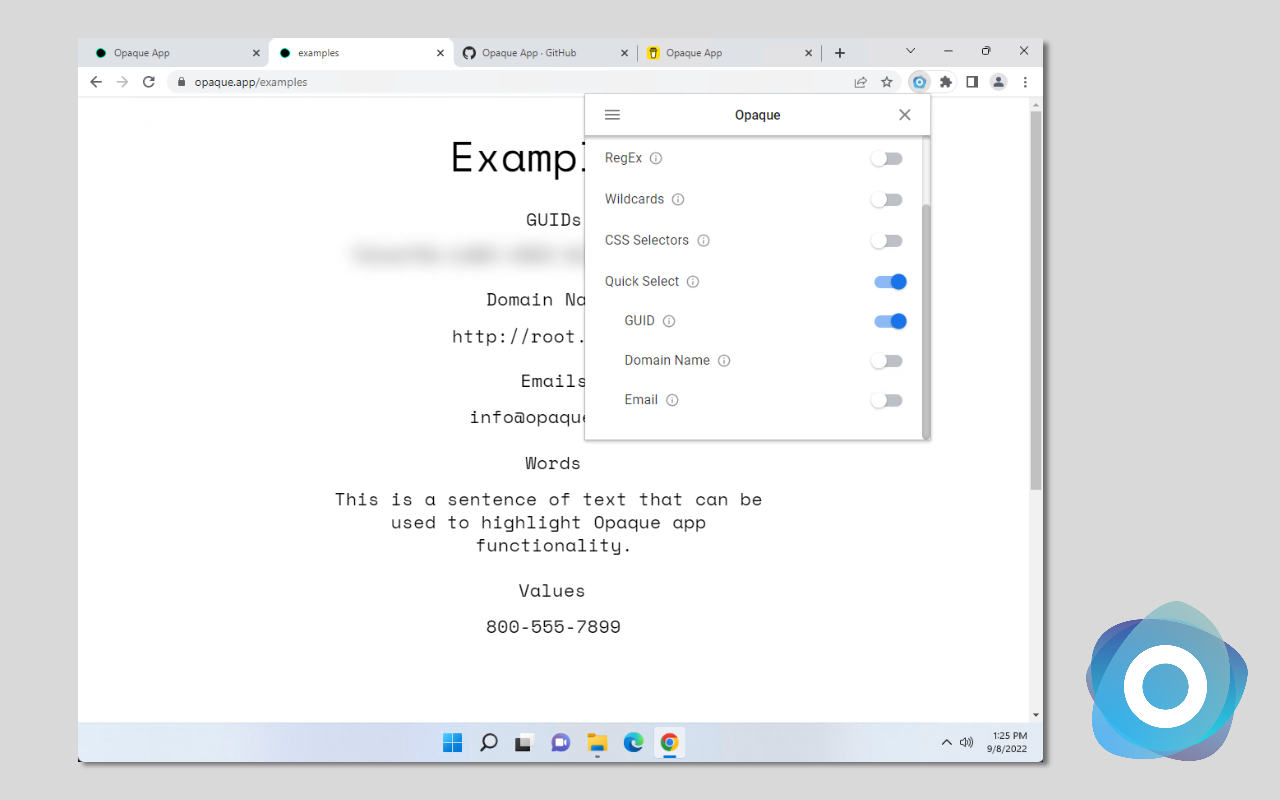 Opaque App
examples
Opaque App · GitHub
Opaque App
opaque.app/examples
Opaque
RegEx
Wildcards
CSS Selectors
Quick Select
GUID
Domain Name
Email
Exampl
GUIDs
Domain Na
http://root.
Emails
info@opaque
Words
This is a sentence of text that can be
used to highlight Opaque app
functionality.
Values
800-555-7899
1:25 PM
9/8/2022